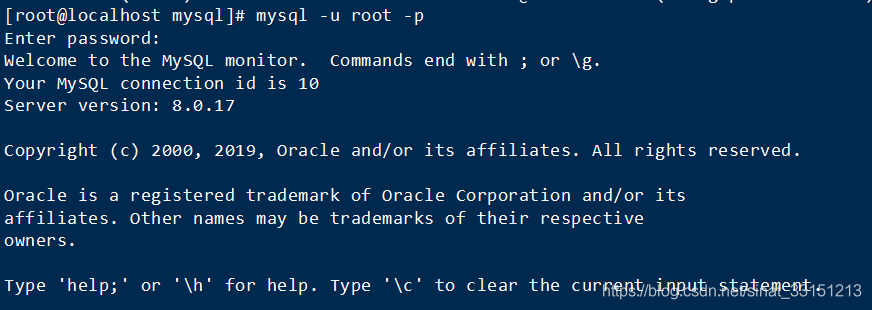 [root@localhost mysql]# mysql -u root -p
Enter password:
Welcome to the MySQL monitor.  Commands end with ; or \g.
Your MySQL connection id is 10
Server version: 8.0.17
Copyright (c) 2000, 2019, Oracle and/or its affiliates. All rights reserved.
Oracle is a registered trademark of Oracle Corporation and/or its
affiliates. Other names may be trademarks of their respective
owners.
Type 'help;' or '\h' for help. Type '\c' to clear the current input statement.
https://blog.csdn.net/sinat_35151213